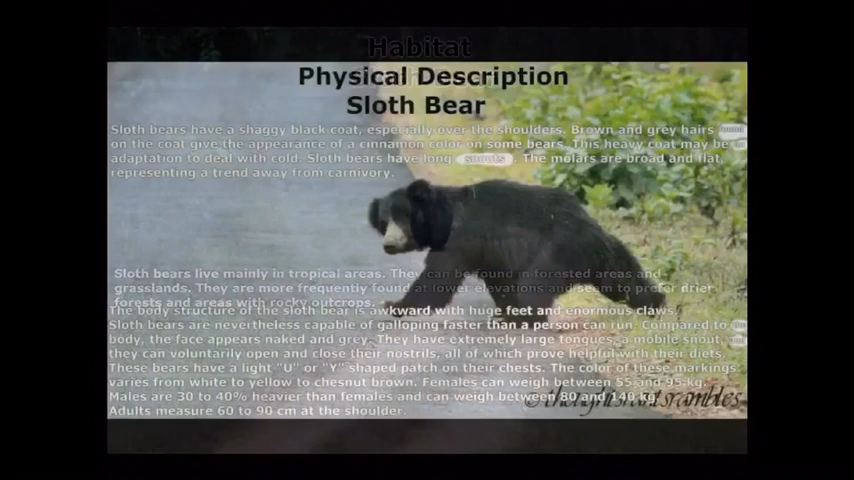 Habitat
Physical Description
Sloth Bear
Sloth bears have a shaggy black coat, especially over the shoulders. Brown and grey hairs found
on the coat give the appearance of a cinnamon color on some bears. This heavy coat may be
adaptation to deal with cold. Sloth bears have long snouts . The molars are broad and flat,
representing a trend away from carnivory.
Sloth bears live mainly in tropical areas. They can be found in forested areas and
grasslands. They are more frequently found at lower elevations and seem to prefer drier
forests and areas with rocky outcrops.
The body structure of the sloth bear is awkward with huge feet and enormous claws.
Sloth bears are nevertheless capable of galloping faster than a person can run. Compared to the
body, the face appears naked and grey. They have extremely large tongues, a mobile snout,
they can voluntarily open and close their nostrils, all of which prove helpful with their diets.
These bears have a light "U" or "Y" shaped patch on their chests. The color of these markings
varies from white to yellow to chesnut brown. Females can weigh between 55 and 95 kg.
Males are 30 to 40% heavier than females and can weigh between 80 and 140 kg.
Adults measure 60 to 90 cm at the shoulder.
©thoughtsrantsrambles